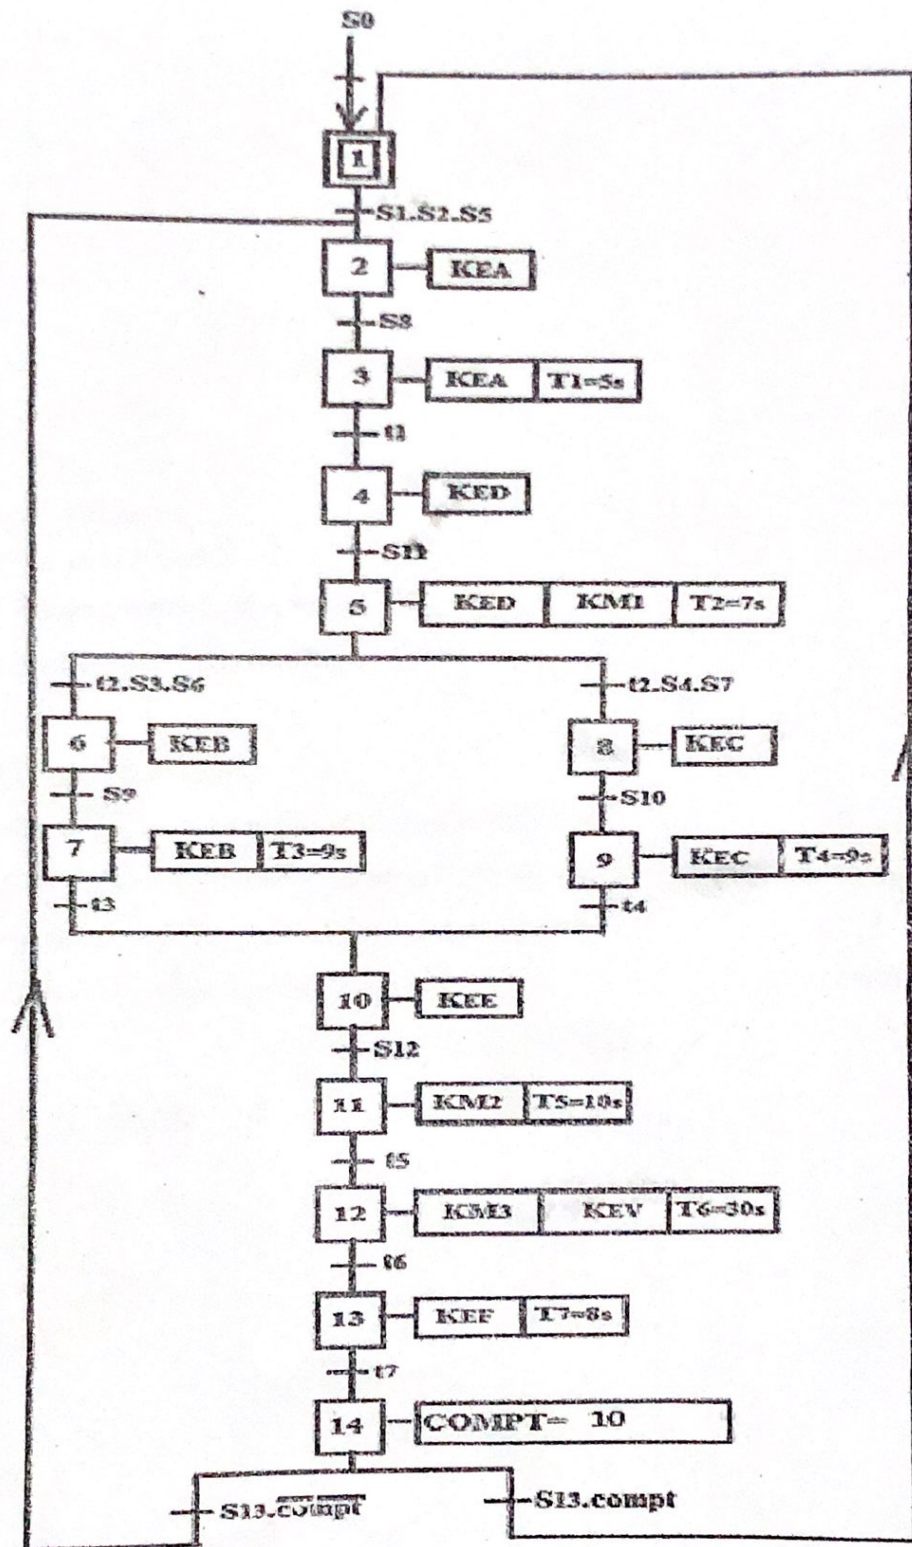 S0
1
S1.S2.S5
2 KEA
S8
3 KEA T1=5s
t1
4 KED
S11
5 KED KM1 T2=7s
t2.S3.S6 t2.S4.S7
6 KEB 8 KEC
S9 S10
7 KEB T3=9s 9 KEC T4=9s
t3 t4
10 KEE
S12
11 KM2 T5=10s
t5
12 KM3 KEV T6=30s
t6
13 KEF T7=8s
t7
14 COMPT= 10
S13.c̅o̅m̅p̅t̅ S13.compt